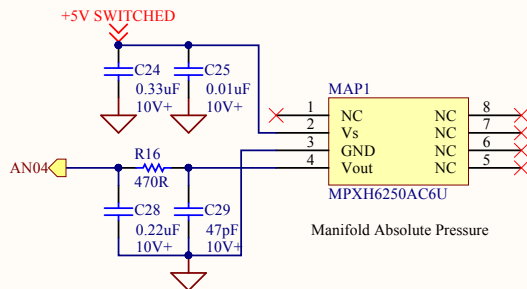 +5V SWITCHED
C24
0.33uF
10V+
C25
0.01uF
10V+
MAP1
1 NC NC 8
2 Vs NC 7
3 GND NC 6
4 Vout NC 5
MPXH6250AC6U
AN04
R16
470R
C28
0.22uF
10V+
C29
47pF
10V+
Manifold Absolute Pressure